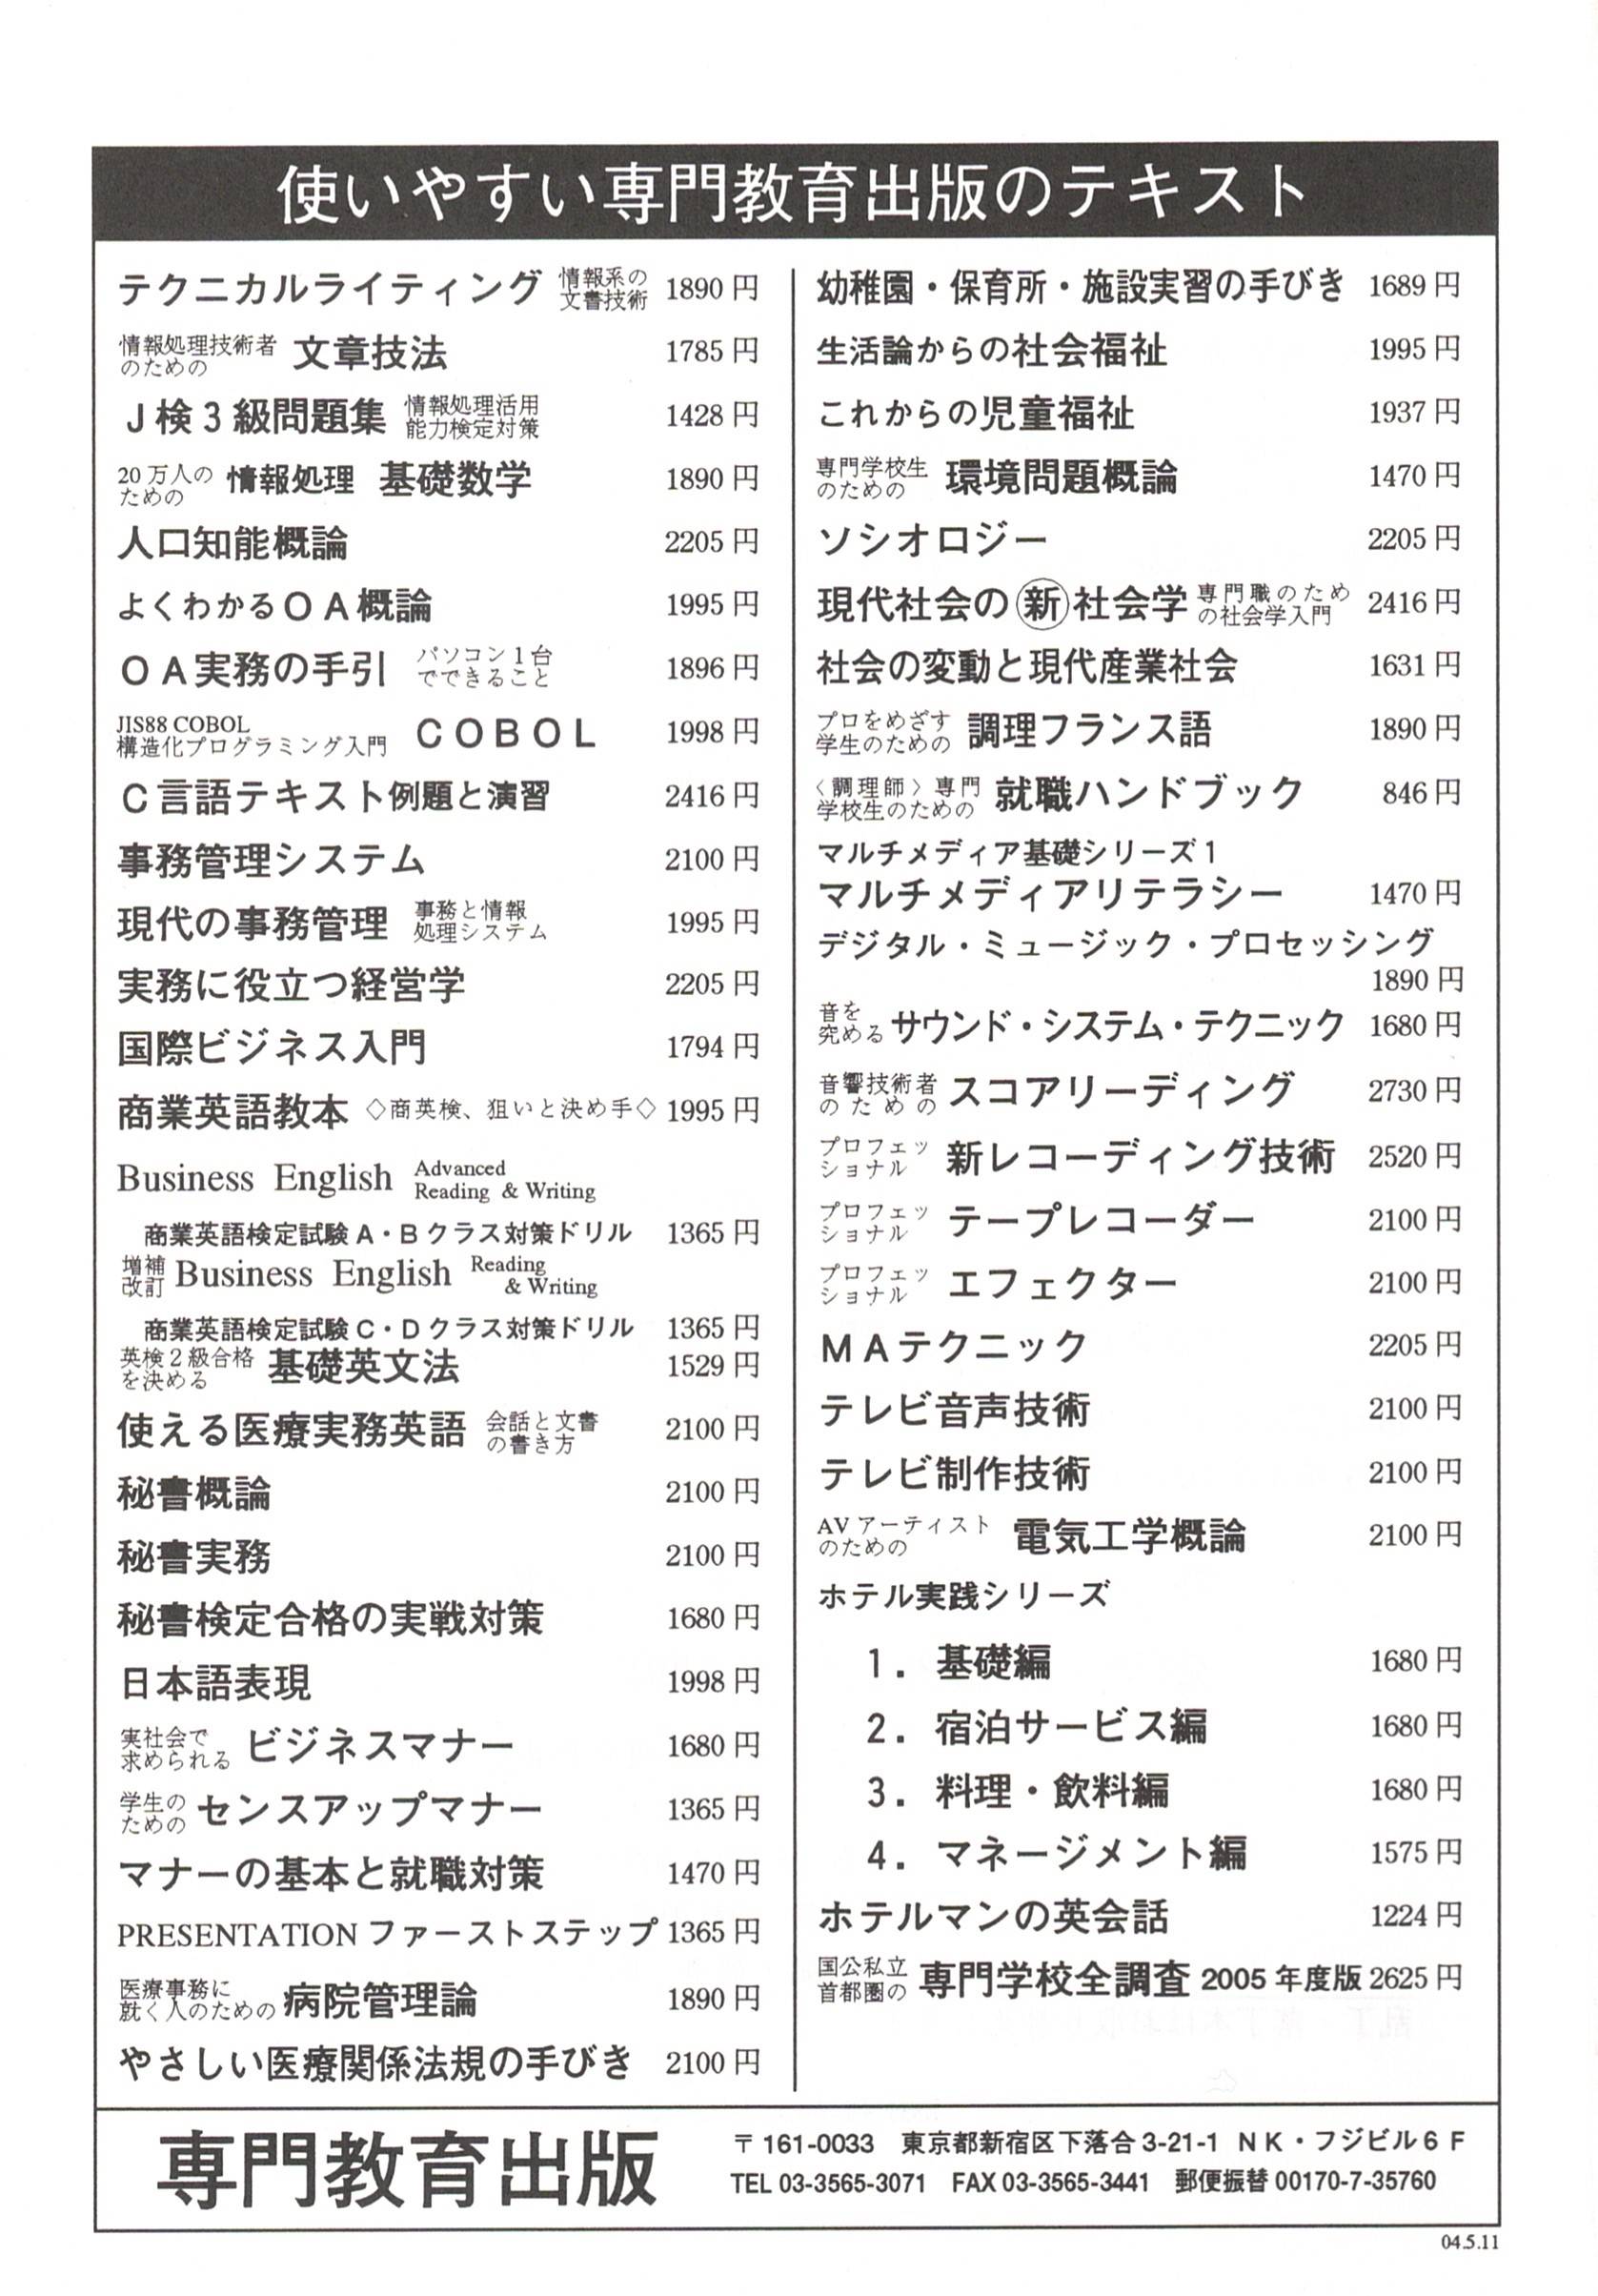 使いやすい専門教育出版のテキスト
テクニカルライティング 情報系の文書技術 1890円
情報処理技術者のための 文章技法 1785円
J検3級問題集 情報処理活用能力検定対策 1428円
20万人のための 情報処理 基礎数学 1890円
人口知能概論 2205円
よくわかるOA概論 1995円
OA実務の手引 パソコン1台でできること 1896円
JIS88 COBOL 構造化プログラミング入門 COBOL 1998円
C言語テキスト例題と演習 2416円
事務管理システム 2100円
現代の事務管理 事務と情報処理システム 1995円
実務に役立つ経営学 2205円
国際ビジネス入門 1794円
商業英語教本 ◇商英検、狙いと決め手◇ 1995円
Business English Advanced Reading & Writing
商業英語検定試験A・Bクラス対策ドリル 1365円
増補改訂 Business English Reading & Writing
商業英語検定試験C・Dクラス対策ドリル 1365円
英検2級合格を決める 基礎英文法 1529円
使える医療実務英語 会話と文書の書き方 2100円
秘書概論 2100円
秘書実務 2100円
秘書検定合格の実戦対策 1680円
日本語表現 1998円
実社会で求められる ビジネスマナー 1680円
学生のための センスアップマナー 1365円
マナーの基本と就職対策 1470円
PRESENTATION ファーストステップ 1365円
医療事務に就く人のための 病院管理論 1890円
やさしい医療関係法規の手びき 2100円
幼稚園・保育所・施設実習の手びき 1689円
生活論からの社会福祉 1995円
これからの児童福祉 1937円
専門学校生のための 環境問題概論 1470円
ソシオロジー 2205円
現代社会の新社会学 専門職のための社会学入門 2416円
社会の変動と現代産業社会 1631円
プロをめざす学生のための 調理フランス語 1890円
〈調理師〉専門学校生のための 就職ハンドブック 846円
マルチメディア基礎シリーズ1
マルチメディアリテラシー 1470円
デジタル・ミュージック・プロセッシング
1890円
音を究める サウンド・システム・テクニック 1680円
音響技術者のための スコアリーディング 2730円
プロフェッショナル 新レコーディング技術 2520円
プロフェッショナル テープレコーダー 2100円
プロフェッショナル エフェクター 2100円
MAテクニック 2205円
テレビ音声技術 2100円
テレビ制作技術 2100円
AVアーティストのための 電気工学概論 2100円
ホテル実践シリーズ
1. 基礎編 1680円
2. 宿泊サービス編 1680円
3. 料理・飲料編 1680円
4. マネージメント編 1575円
ホテルマンの英会話 1224円
国公私立首都圏の 専門学校全調査 2005年度版 2625円
専門教育出版
〒161-0033 東京都新宿区下落合3-21-1 NK・フジビル6F
TEL 03-3565-3071 FAX 03-3565-3441 郵便振替 00170-7-35760
04.5.11